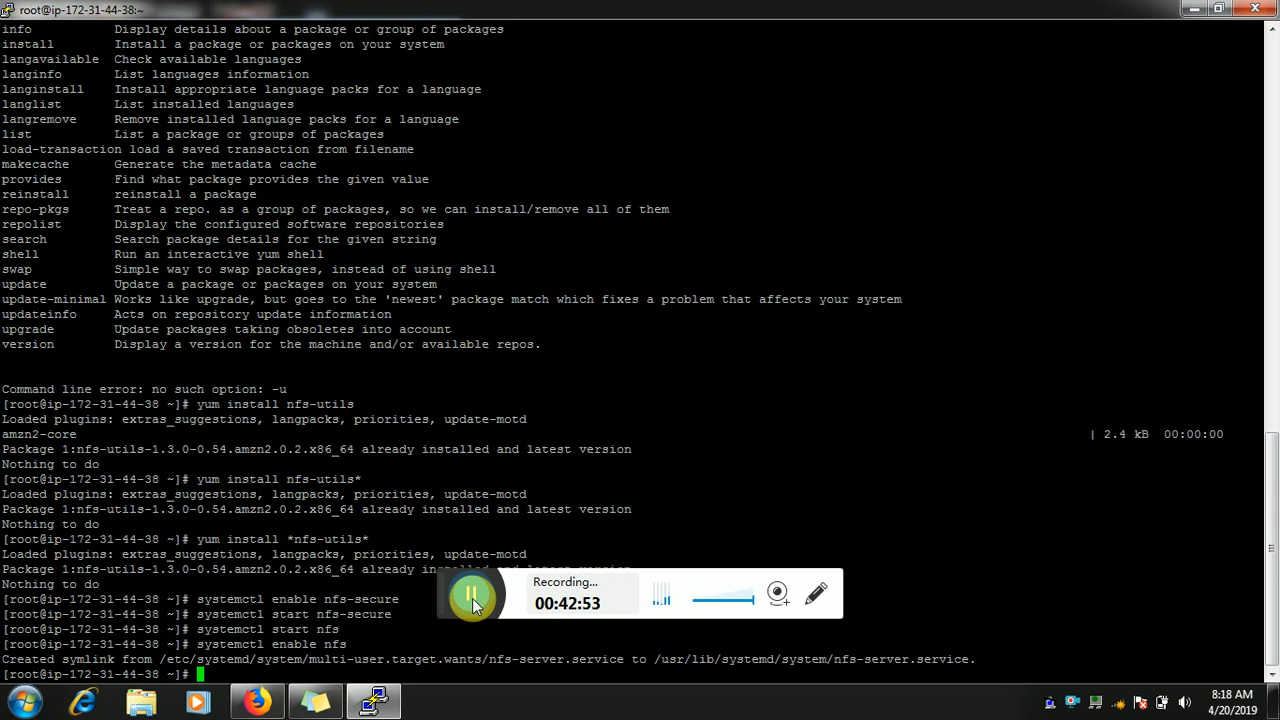 root@ip-172-31-44-38:~
info           Display details about a package or group of packages
install        Install a package or packages on your system
langavailable  Check available languages
langinfo       List languages information
langinstall    Install appropriate language packs for a language
langlist       List installed languages
langremove     Remove installed language packs for a language
list           List a package or groups of packages
load-transaction load a saved transaction from filename
makecache      Generate the metadata cache
provides       Find what package provides the given value
reinstall      reinstall a package
repo-pkgs      Treat a repo. as a group of packages, so we can install/remove all of them
repolist       Display the configured software repositories
search         Search package details for the given string
shell          Run an interactive yum shell
swap           Simple way to swap packages, instead of using shell
update         Update a package or packages on your system
update-minimal Works like upgrade, but goes to the 'newest' package match which fixes a problem that affects your system
updateinfo     Acts on repository update information
upgrade        Update packages taking obsoletes into account
version        Display a version for the machine and/or available repos.
Command line error: no such option: -u
[root@ip-172-31-44-38 ~]# yum install nfs-utils
Loaded plugins: extras_suggestions, langpacks, priorities, update-motd
amzn2-core | 2.4 kB 00:00:00
Package 1:nfs-utils-1.3.0-0.54.amzn2.0.2.x86_64 already installed and latest version
Nothing to do
[root@ip-172-31-44-38 ~]# yum install nfs-utils*
Loaded plugins: extras_suggestions, langpacks, priorities, update-motd
Package 1:nfs-utils-1.3.0-0.54.amzn2.0.2.x86_64 already installed and latest version
Nothing to do
[root@ip-172-31-44-38 ~]# yum install *nfs-utils*
Loaded plugins: extras_suggestions, langpacks, priorities, update-motd
Package 1:nfs-utils-1.3.0-0.54.amzn2.0.2.x86_64 already installed and latest version
Nothing to do
[root@ip-172-31-44-38 ~]# systemctl enable nfs-secure
[root@ip-172-31-44-38 ~]# systemctl start nfs-secure
[root@ip-172-31-44-38 ~]# systemctl start nfs
[root@ip-172-31-44-38 ~]# systemctl enable nfs
Created symlink from /etc/systemd/system/multi-user.target.wants/nfs-server.service to /usr/lib/systemd/system/nfs-server.service.
[root@ip-172-31-44-38 ~]#
Recording...
00:42:53
8:18 AM
4/20/2019